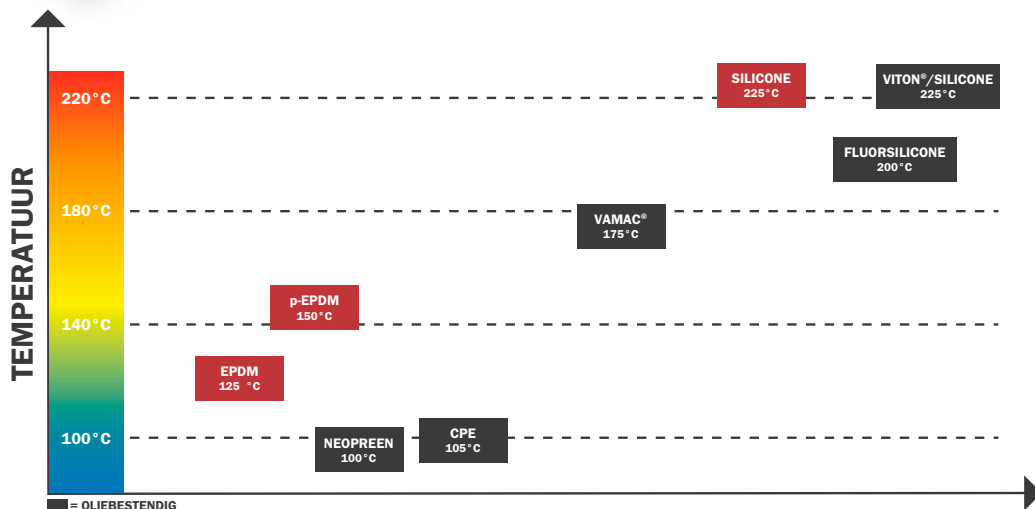 TEMPERATUUR
220°C
180°C
140°C
100°C
SILICONE
225°C
VITON®/SILICONE
225°C
FLUORSILICONE
200°C
VAMAC®
175°C
p-EPDM
150°C
EPDM
125 °C
NEOPREEN
100°C
CPE
105°C
= OLIEBESTENDIG